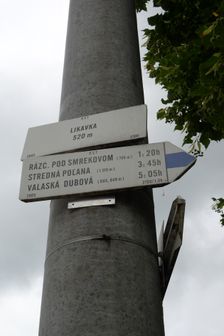 LIKAVKA
520 m
RÁZC. POD SMREKOVOM 1:20h
STREDNÁ POĽANA 3:45h
VALASKÁ DUBOVÁ 5:05h